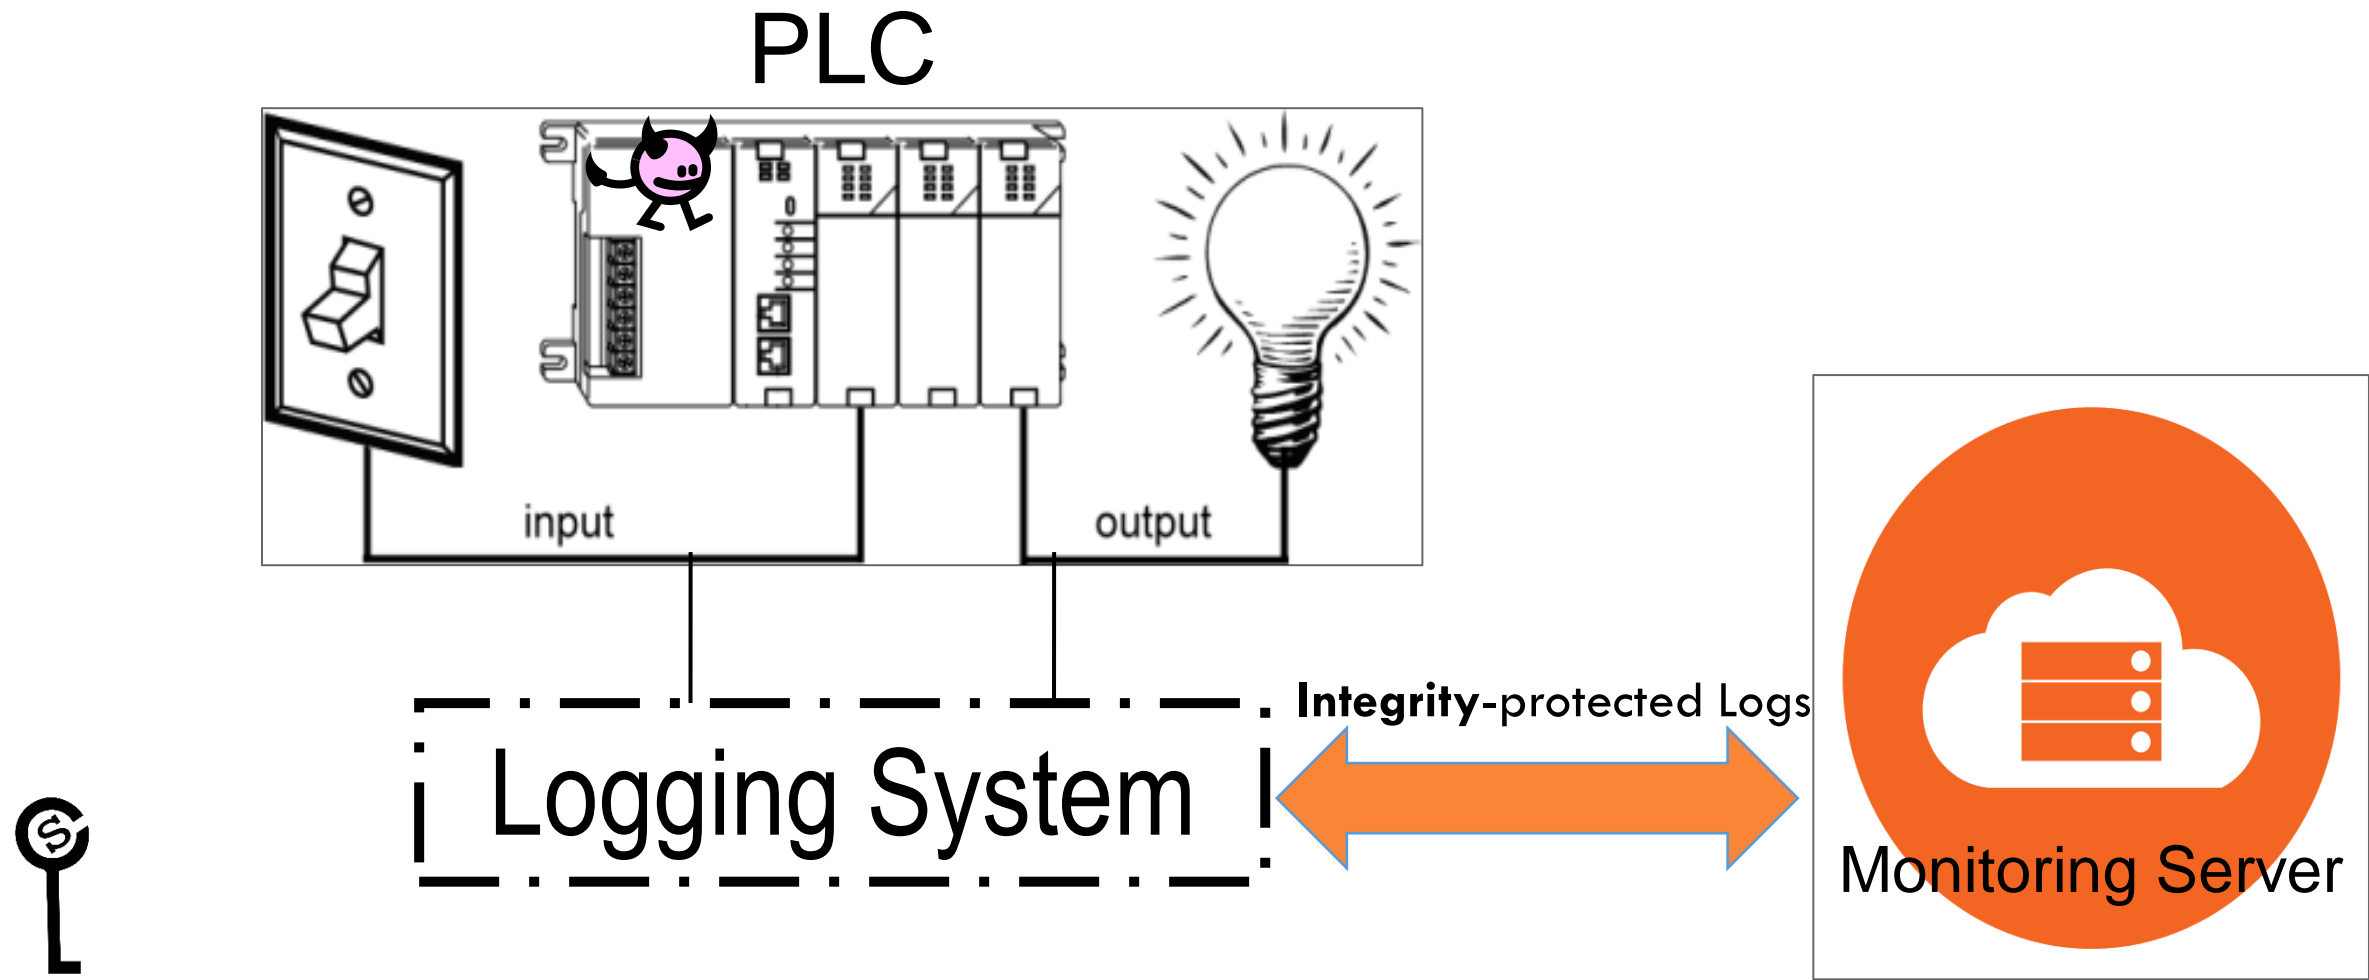 PLC
input
output
Integrity-protected Logs
Logging System
Monitoring Server
S